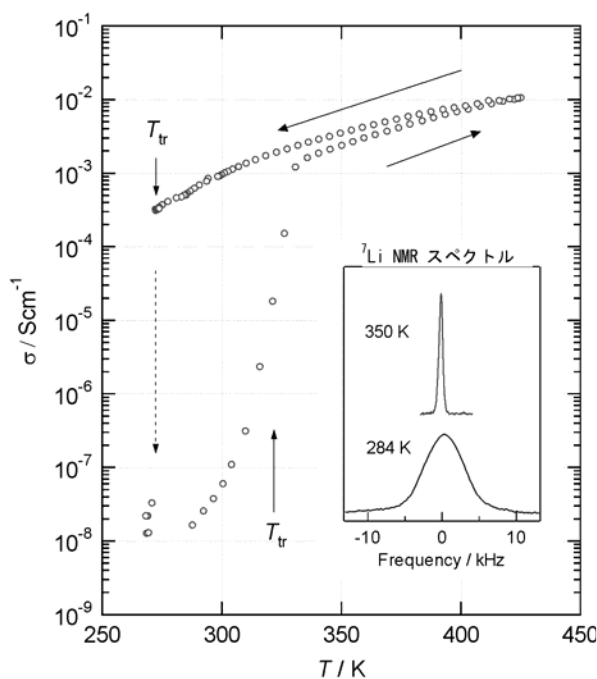 10⁻¹
10⁻²
10⁻³
10⁻⁴
10⁻⁵
10⁻⁶
10⁻⁷
10⁻⁸
10⁻⁹
σ / Scm⁻¹
T_tr
T_tr
⁷Li NMR スペクトル
350 K
284 K
-10 0 10
Frequency / kHz
250 300 350 400 450
T / K